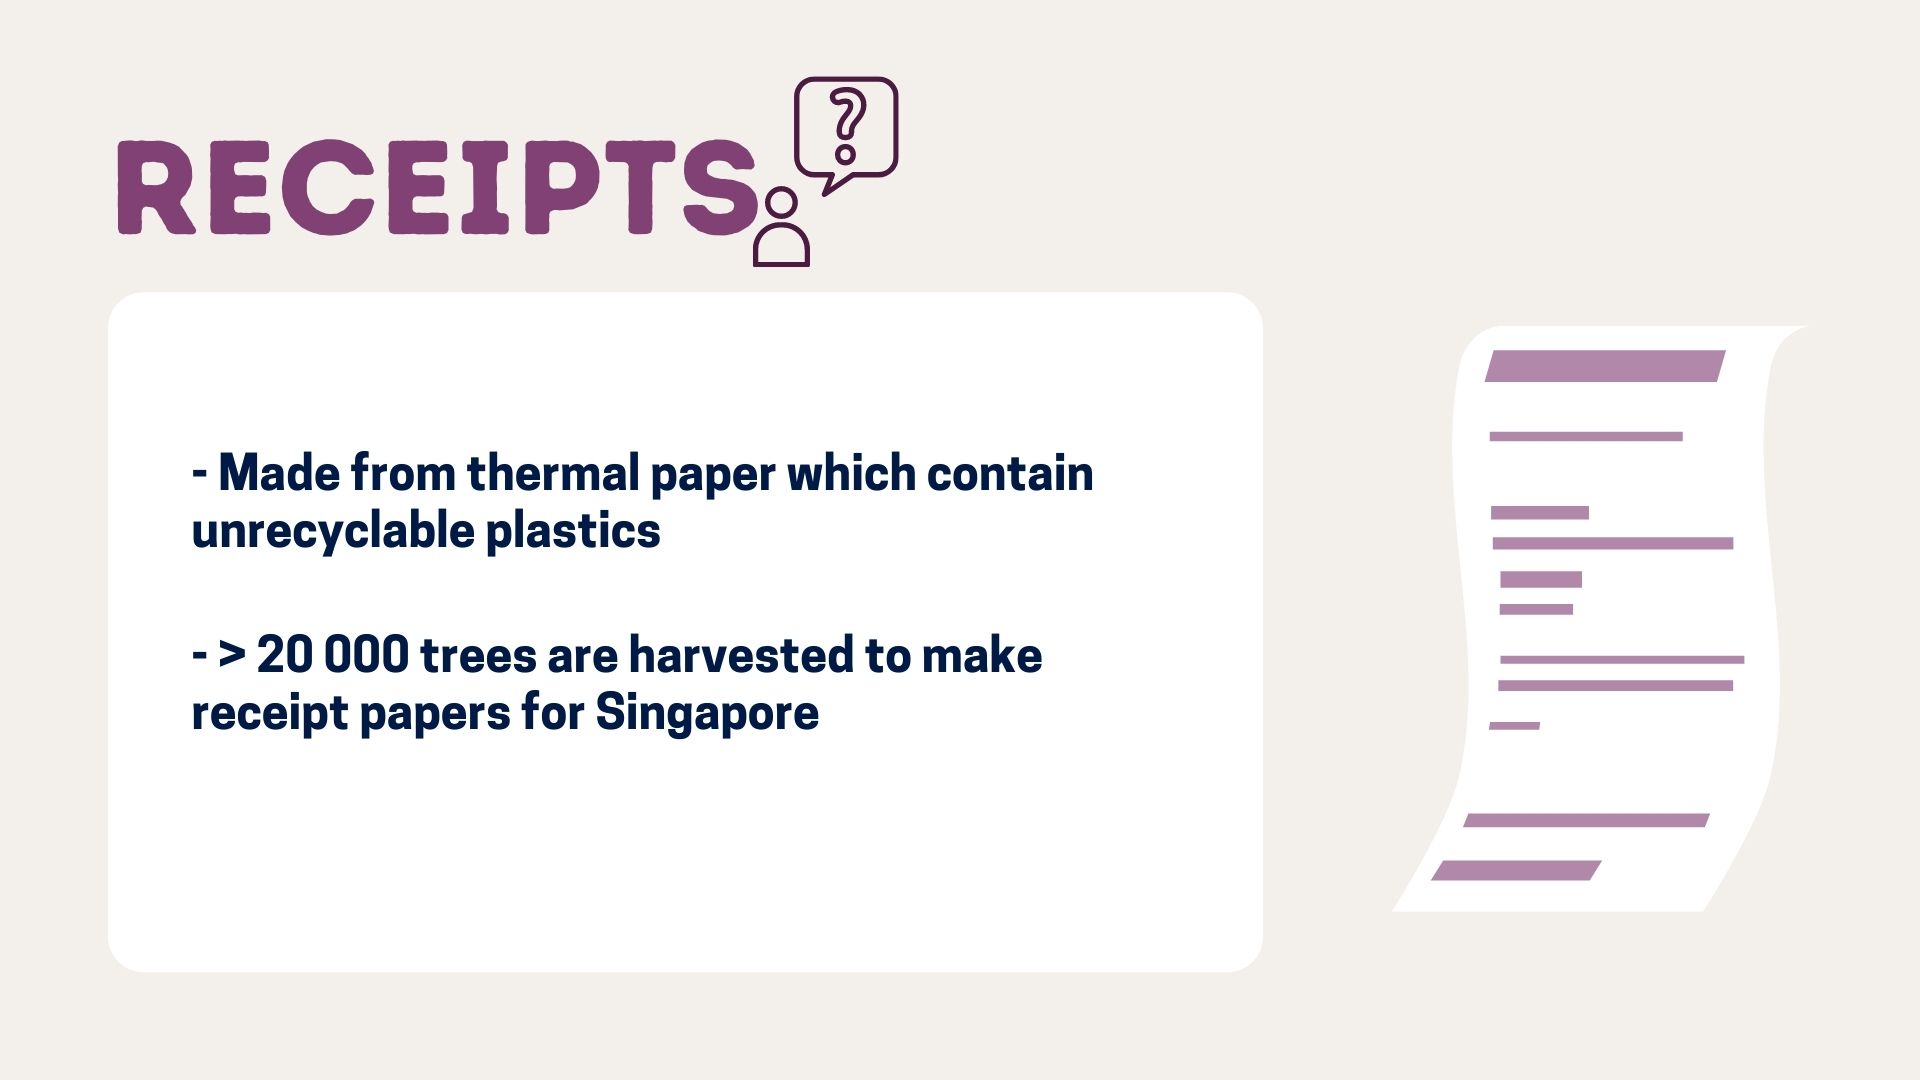 RECEIPTS
?
- Made from thermal paper which contain
unrecyclable plastics
- > 20 000 trees are harvested to make
receipt papers for Singapore